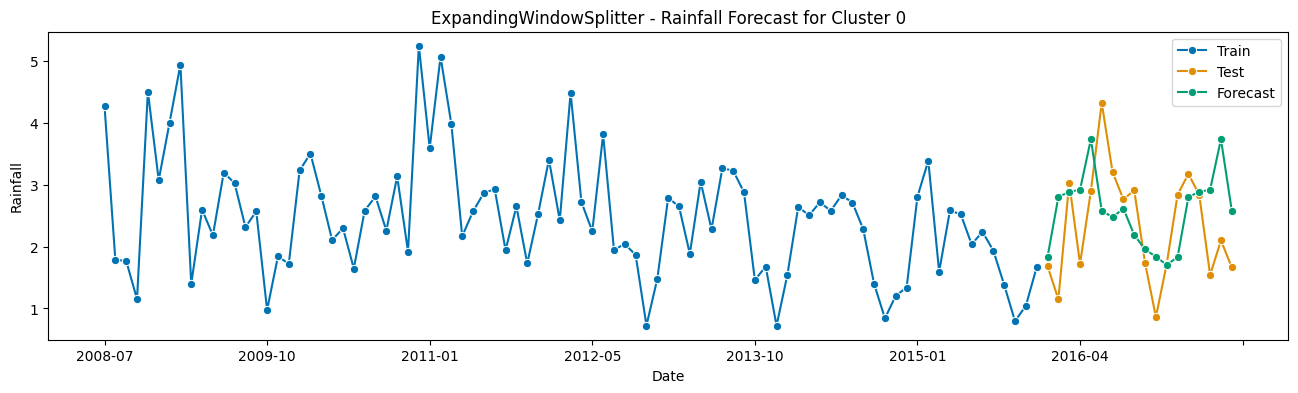 ExpandingWindowSplitter - Rainfall Forecast for Cluster 0
Train
Test
Forecast
Rainfall
5
4
3
2
1
2008-07
2009-10
2011-01
2012-05
2013-10
2015-01
2016-04
Date